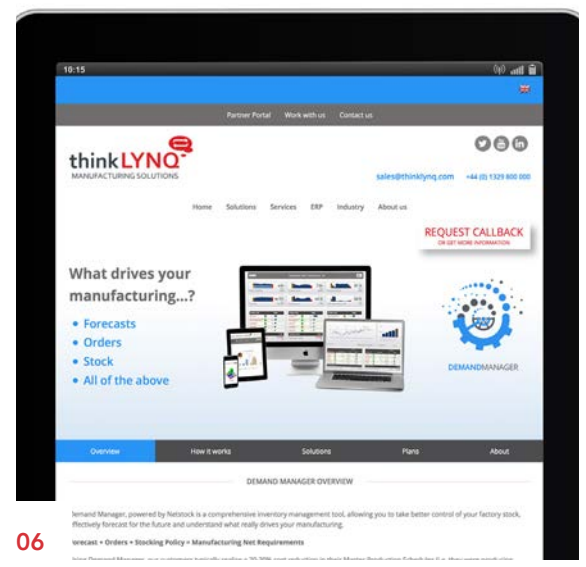 10:15
Partner Portal Work with us Contact us
thinkLYNQ
MANUFACTURING SOLUTIONS
sales@thinklynq.com +44 (0) 1329 800 000
Home Solutions Services ERP Industry About us
REQUEST CALLBACK
OR GET MORE INFORMATION
What drives your
manufacturing...?
• Forecasts
• Orders
• Stock
• All of the above
DEMANDMANAGER
Overview How it works Solutions Plans About
DEMAND MANAGER OVERVIEW
Demand Manager, powered by Netstock is a comprehensive inventory management tool, allowing you to take better control of your factory stock,
effectively forecast for the future and understand what really drives your manufacturing.
Forecast + Orders + Stocking Policy = Manufacturing Net Requirements
06